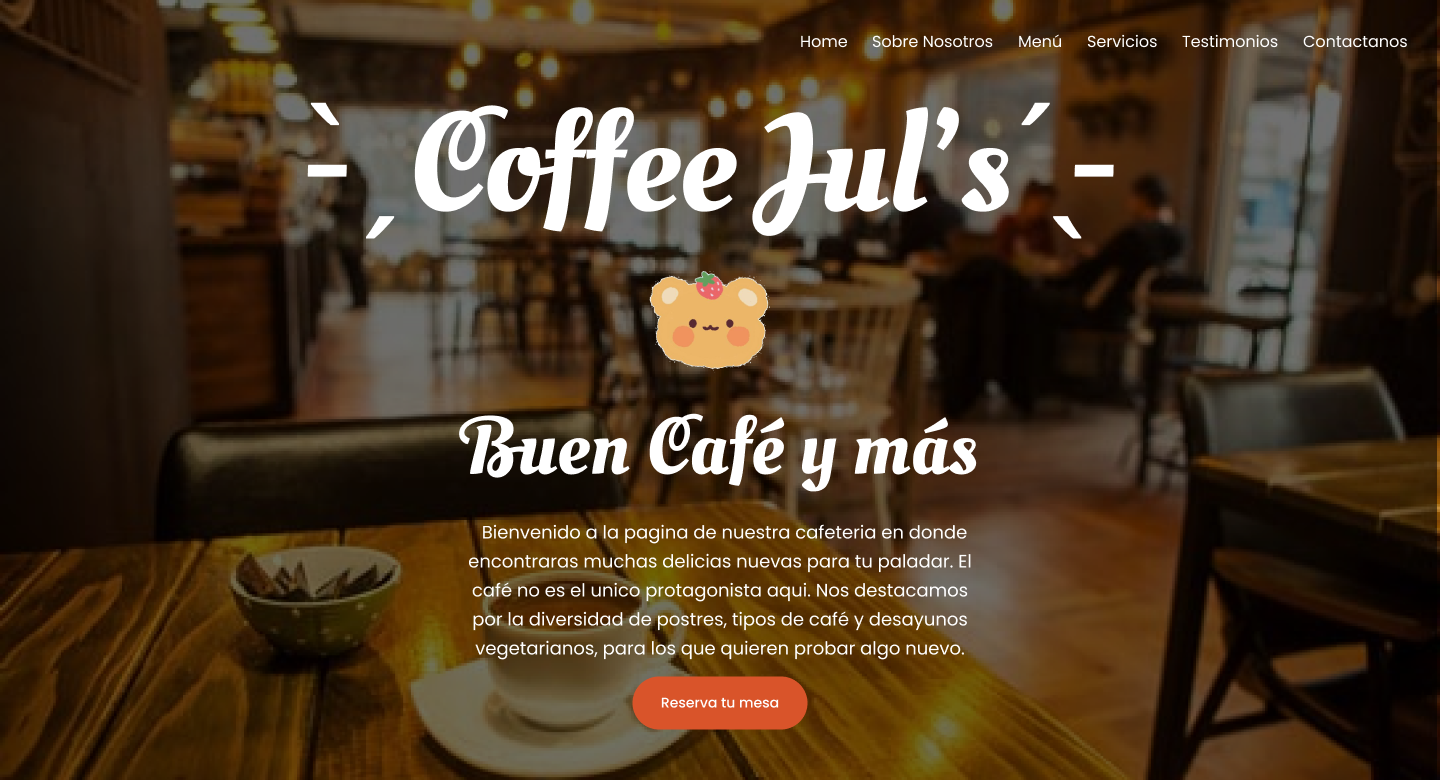 Home Sobre Nosotros Menú Servicios Testimonios Contactanos
-ˋˏ Coffee Jul’s ˎˊ-
Buen Café y más
Bienvenido a la pagina de nuestra cafeteria en donde
encontraras muchas delicias nuevas para tu paladar. El
café no es el unico protagonista aqui. Nos destacamos
por la diversidad de postres, tipos de café y desayunos
vegetarianos, para los que quieren probar algo nuevo.
Reserva tu mesa